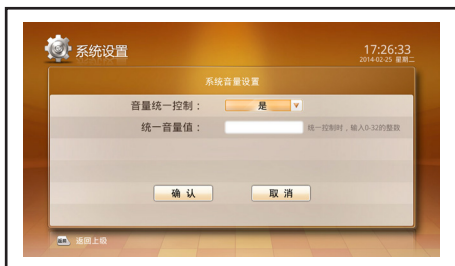 系统设置
17:26:33
2014-02-25 星期二
系统音量设置
音量统一控制：
是
统一音量值：
统一控制时，输入0-32的整数
确 认
取 消
返回上级